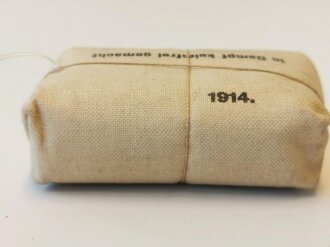 In Dampf keimfrei gemacht
1914.